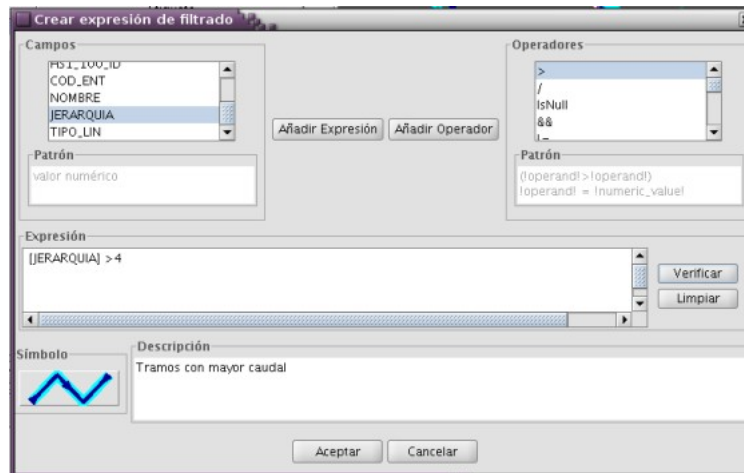 Crear expresión de filtrado
Campos
COD_ENT
NOMBRE
JERARQUIA
TIPO_LIN
Patrón
valor numérico
Añadir Expresión
Añadir Operador
Operadores
>
/
IsNull
&&
Patrón
(!operand!>!operand!)
!operand! = !numeric_value!
Expresión
[JERARQUIA] >4
Verificar
Limpiar
Símbolo
Descripción
Tramos con mayor caudal
Aceptar
Cancelar